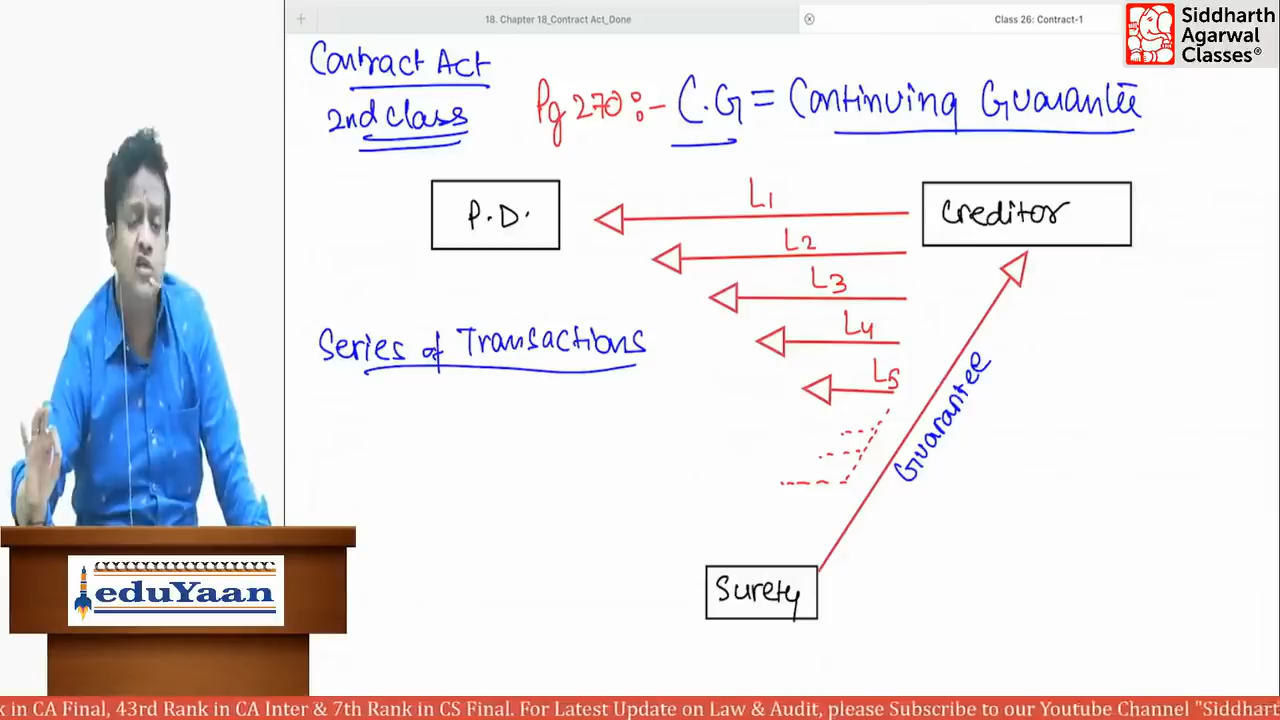 18. Chapter 18_Contract Act_Done
Class 26: Contract-1
Siddharth
Agarwal
Classes®
Contract Act
2nd Class
Pg 270:- C.G = Continuing Guarantee
P.D.
L1
Creditor
L2
L3
L4
L5
Series of Transactions
Guarantee
Surety
eduYaan
k in CA Final, 43rd Rank in CA Inter & 7th Rank in CS Final. For Latest Update on Law & Audit, please Subscribe to our Youtube Channel "Siddhart